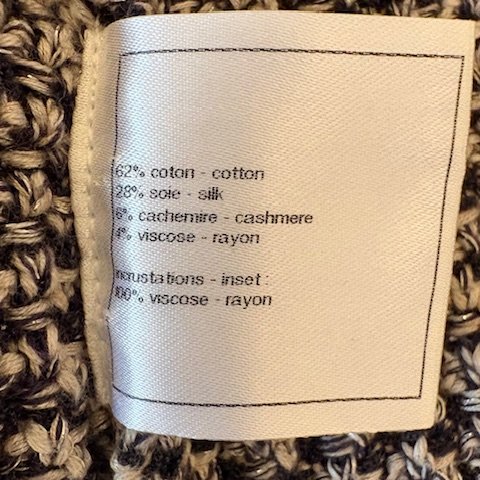 62% coton - cotton
28% soie - silk
6% cachemire - cashmere
4% viscose - rayon
incrustations - inset :
100% viscose - rayon